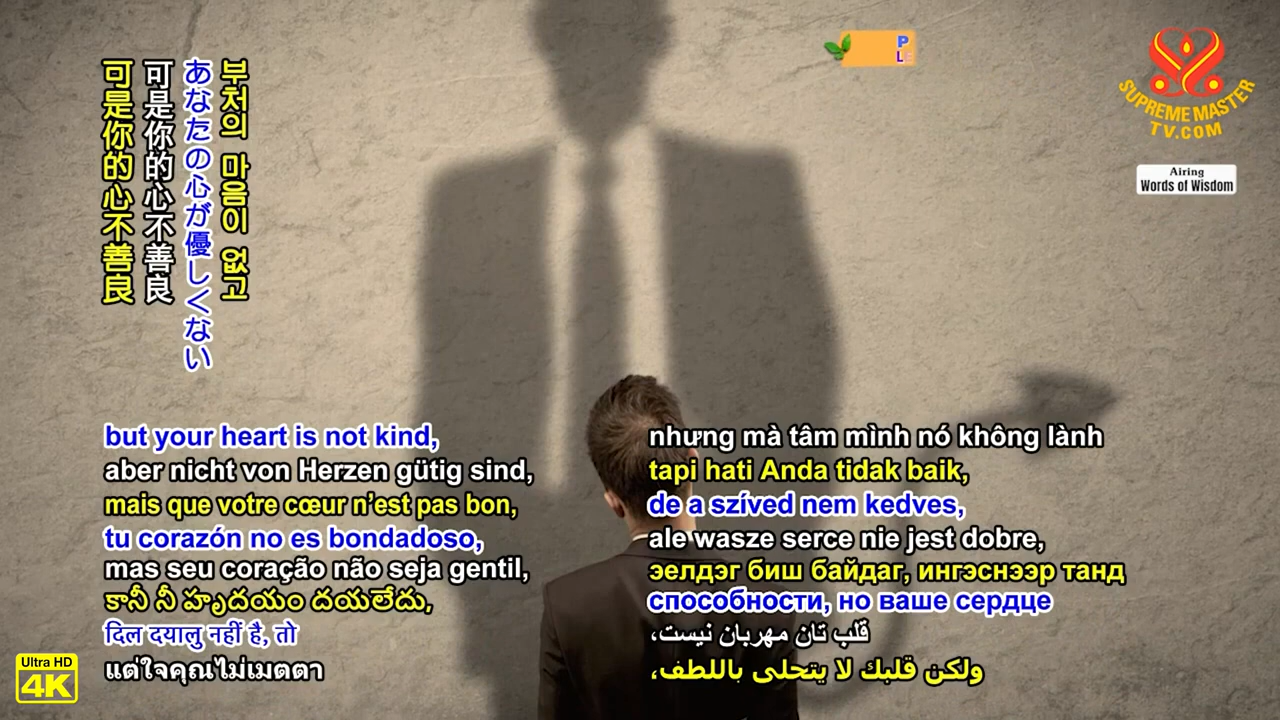 부처의 마음이 없고
あなたの心が優しくない
可是你的心不善良
可是你的心不善良
SUPREME MASTER
TV.COM
Airing
Words of Wisdom
but your heart is not kind,
aber nicht von Herzen gütig sind,
mais que votre cœur n’est pas bon,
tu corazón no es bondadoso,
mas seu coração não seja gentil,
కానీ నీ హృదయం దయలేదు,
दिल दयालु नहीं है, तो
แต่ใจคุณไม่เมตตา
nhưng mà tâm mình nó không lành
tapi hati Anda tidak baik,
de a szíved nem kedves,
ale wasze serce nie jest dobre,
эелдэг биш байдаг, ингэснээр танд
способности, но ваше сердце
قلب تان مهربان نیست،
ولكن قلبك لا يتحلى باللطف،
Ultra HD
4K